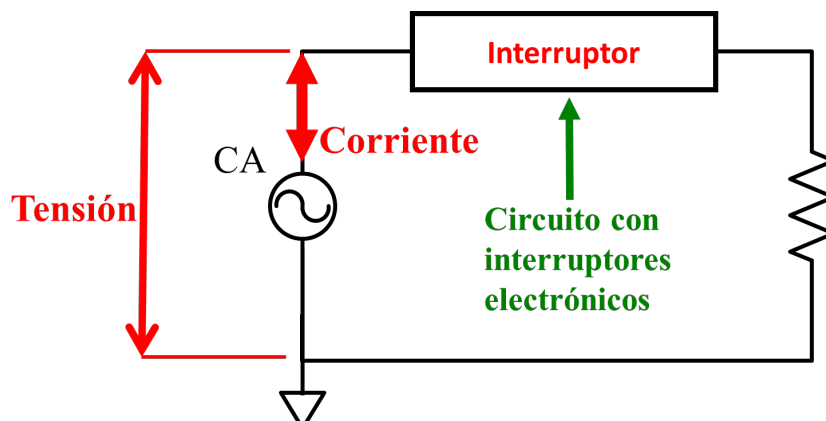 Interruptor
Corriente
CA
Tensión
Circuito con
interruptores
electrónicos